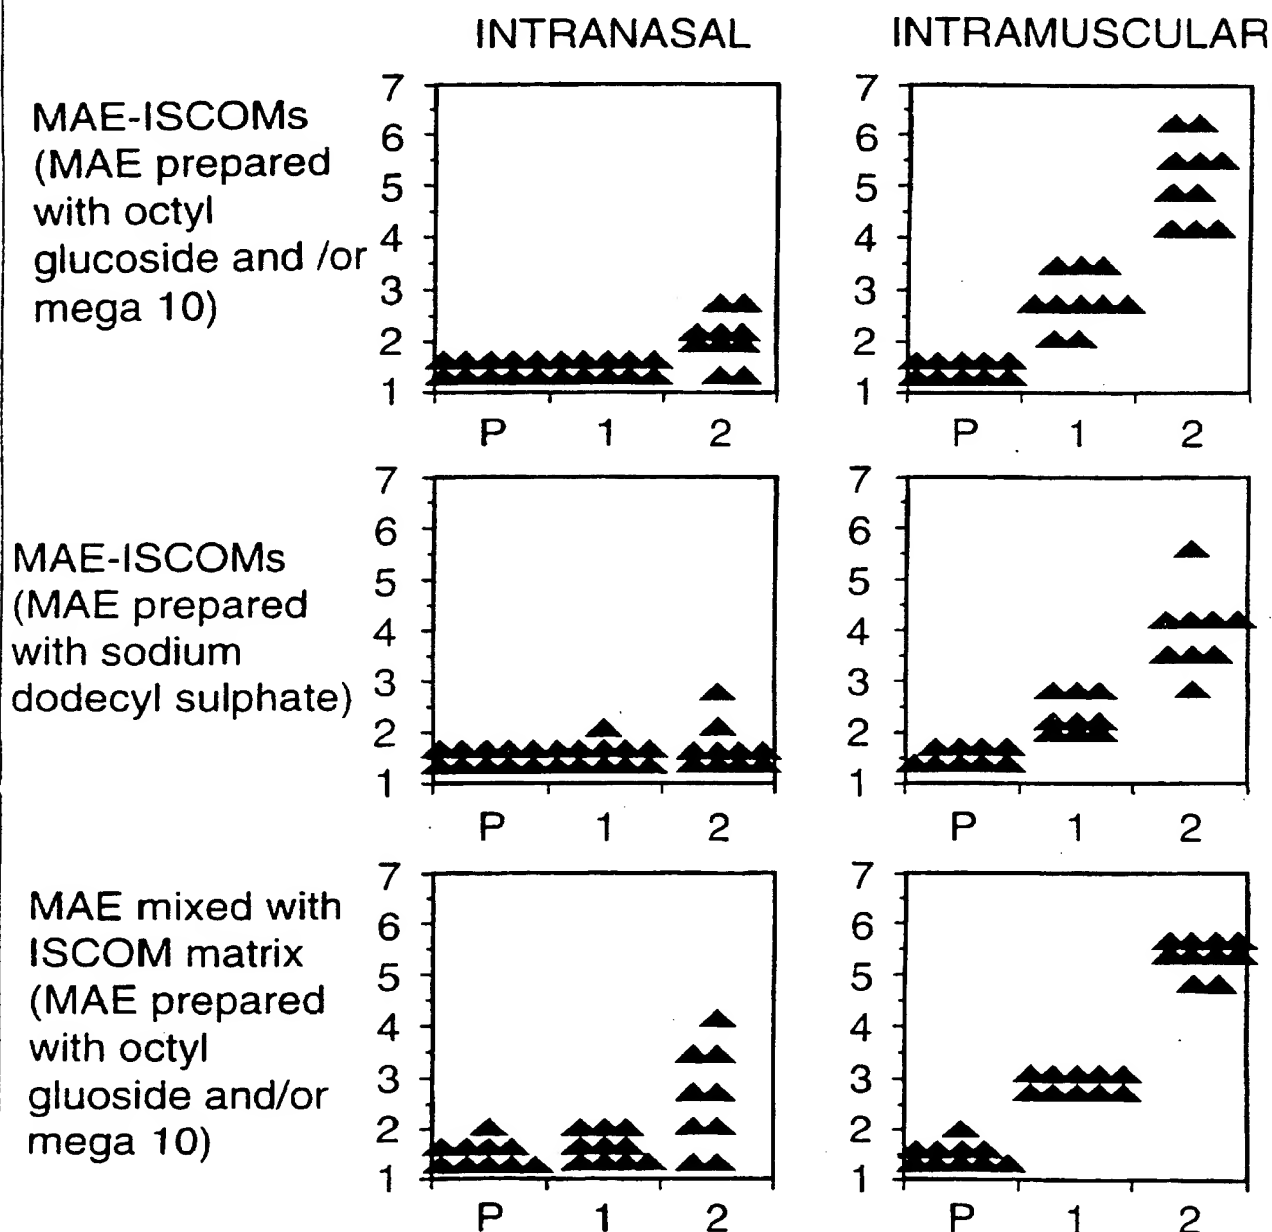 INTRANASAL
INTRAMUSCULAR
MAE-ISCOMs
(MAE prepared
with octyl
glucoside and /or
mega 10)
7
6
5
4
3
2
1
P 1 2
7
6
5
4
3
2
1
P 1 2
MAE-ISCOMs
(MAE prepared
with sodium
dodecyl sulphate)
7
6
5
4
3
2
1
P 1 2
7
6
5
4
3
2
1
P 1 2
MAE mixed with
ISCOM matrix
(MAE prepared
with octyl
gluoside and/or
mega 10)
7
6
5
4
3
2
1
P 1 2
7
6
5
4
3
2
1
P 1 2